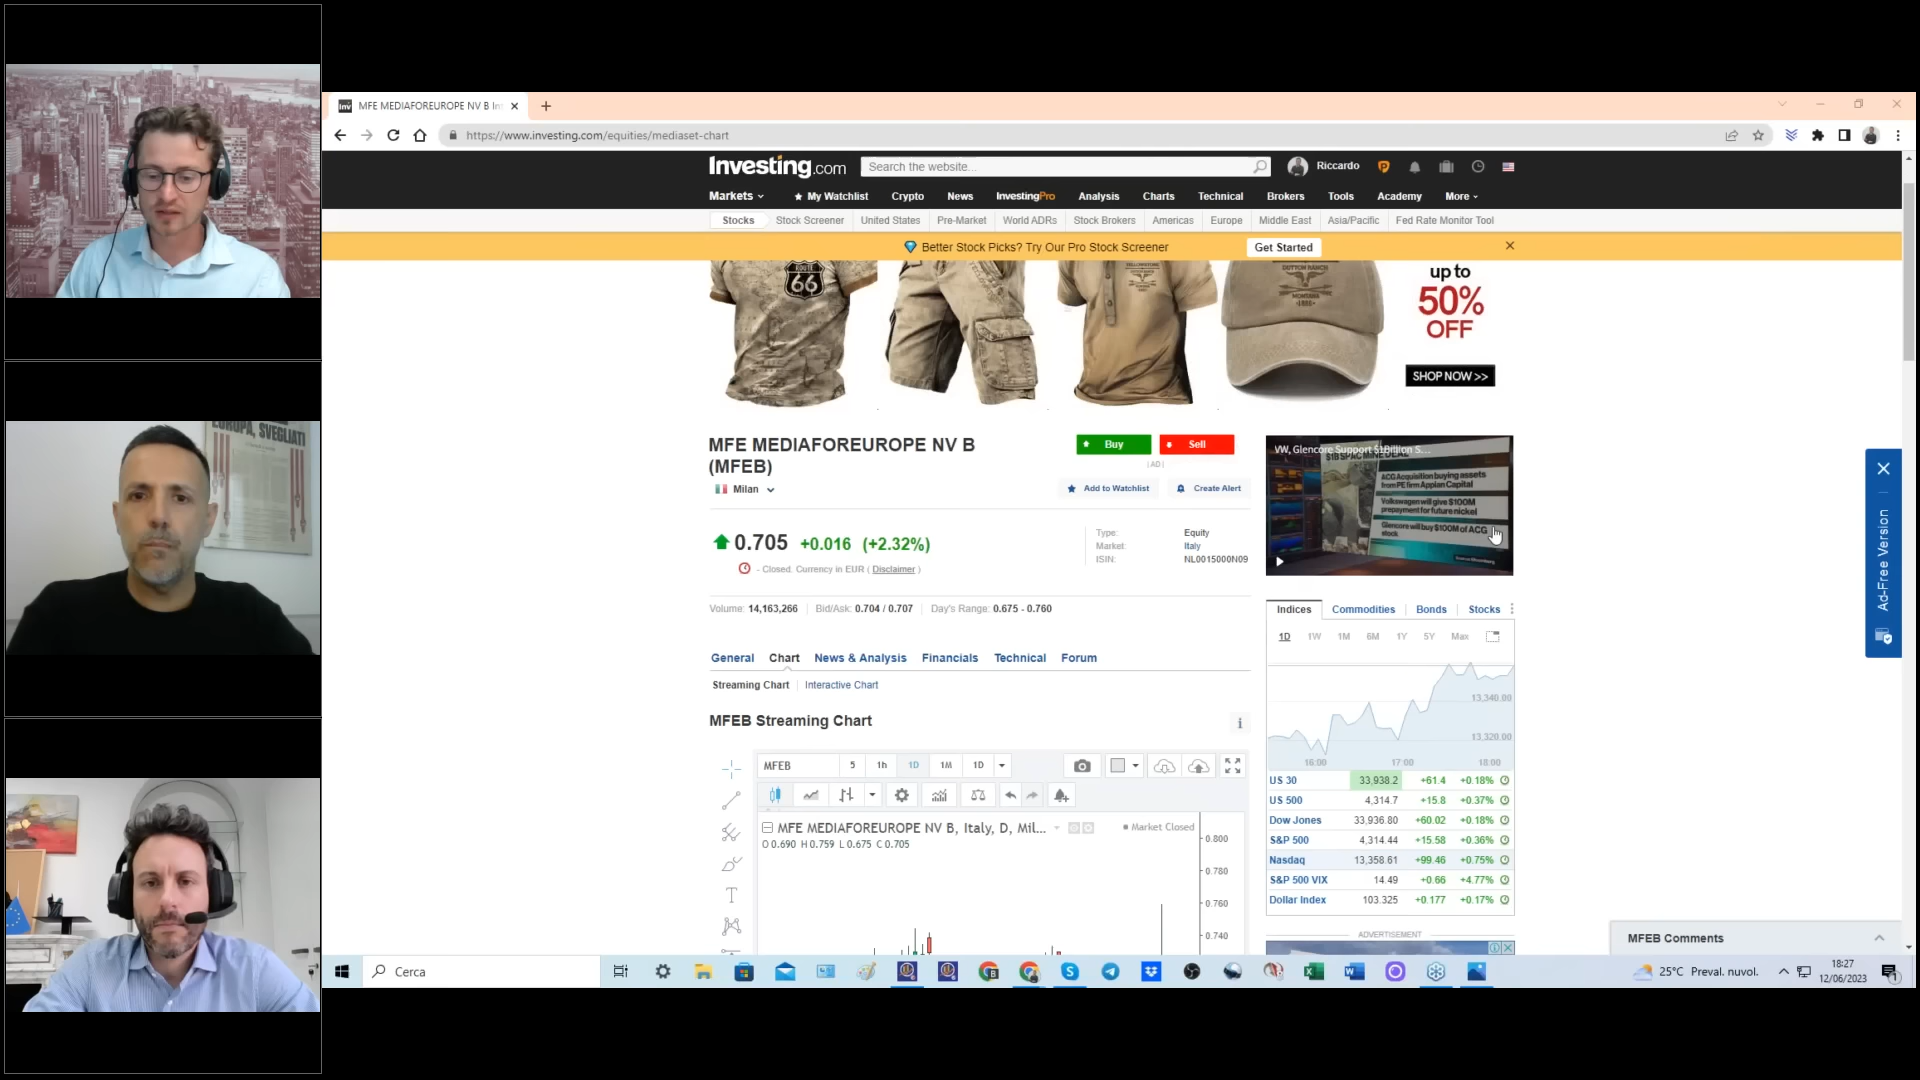 EUROPA, SVEGLIATI
MFE MEDIAFOREUROPE NV B In
https://www.investing.com/equities/mediaset-chart
Investing.com
Search the website...
Riccardo
Markets
My Watchlist
Crypto
News
InvestingPro
Analysis
Charts
Technical
Brokers
Tools
Academy
More
Stocks
Stock Screener
United States
Pre-Market
World ADRs
Stock Brokers
Americas
Europe
Middle East
Asia/Pacific
Fed Rate Monitor Tool
Better Stock Picks? Try Our Pro Stock Screener
Get Started
ROUTE
66
DUTTON RANCH
MONTANA
up to
50%
OFF
SHOP NOW >>
MFE MEDIAFOREUROPE NV B
(MFEB)
Milan
Buy
Sell
(AD)
Add to Watchlist
Create Alert
0.705 +0.016 (+2.32%)
- Closed. Currency in EUR ( Disclaimer )
Type: Equity
Market: Italy
ISIN: NL0015000N09
Volume: 14,163,266
Bid/Ask: 0.704 / 0.707
Day's Range: 0.675 - 0.760
General
Chart
News & Analysis
Financials
Technical
Forum
Streaming Chart
Interactive Chart
MFEB Streaming Chart
MFEB
5
1h
1D
1M
1D
MFE MEDIAFOREUROPE NV B, Italy, D, Mil...
Market Closed
O 0.690 H 0.759 L 0.675 C 0.705
0.800
0.780
0.760
0.740
VW, Glencore Support $1Billion S...
$1B SPAC MINE DEAL
ACG Acquisition buying assets
from PE firm Appian Capital
Volkswagen will give $100M
prepayment for future nickel
Glencore will buy $100M of ACG
stock
Ad-Free Version
Indices
Commodities
Bonds
Stocks
1D
1W
1M
6M
1Y
5Y
Max
13,340.00
13,320.00
16:00
17:00
18:00
US 30 33,938.2 +61.4 +0.18%
US 500 4,314.7 +15.8 +0.37%
Dow Jones 33,936.80 +60.02 +0.18%
S&P 500 4,314.44 +15.58 +0.36%
Nasdaq 13,358.61 +99.46 +0.75%
S&P 500 VIX 14.49 +0.66 +4.77%
Dollar Index 103.325 +0.177 +0.17%
ADVERTISEMENT
MFEB Comments
Cerca
25°C Preval. nuvol.
18:27
12/06/2023
1